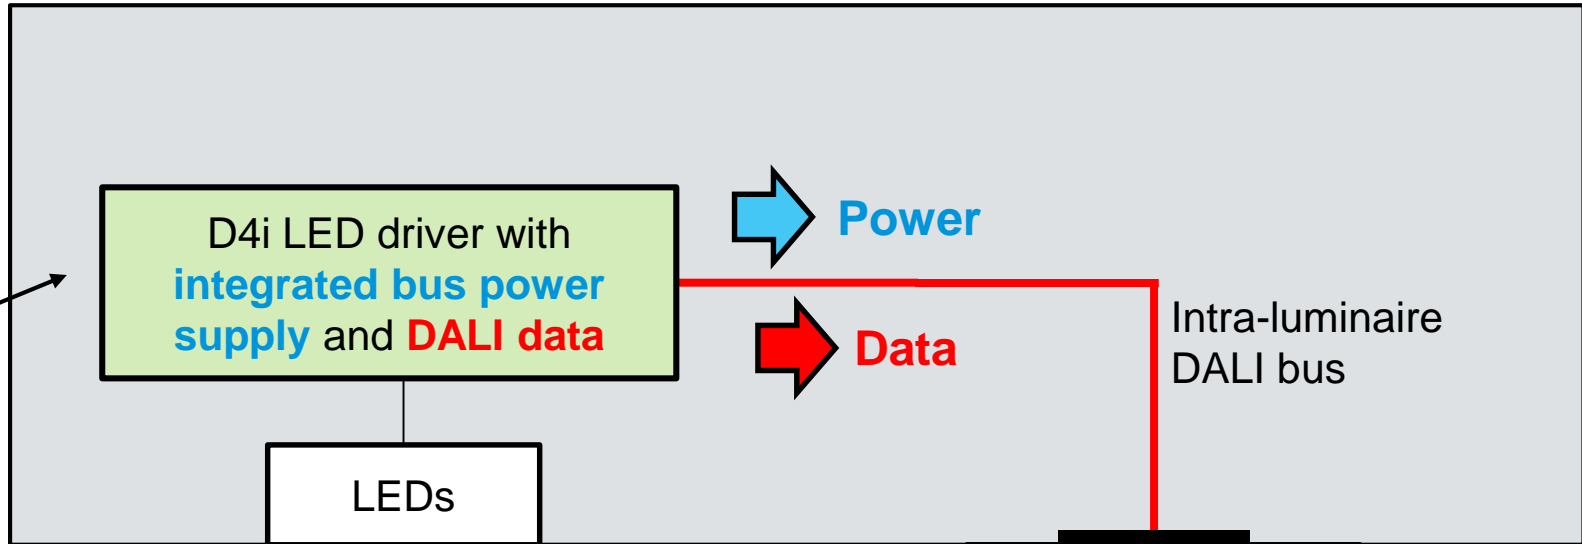 D4i LED driver with
integrated bus power
supply and DALI data
Power
Data
Intra-luminaire
DALI bus
LEDs